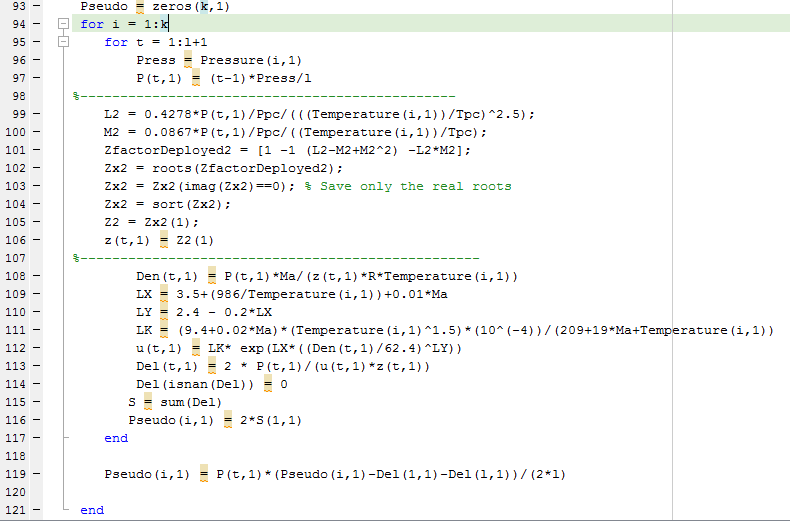 93 - Pseudo = zeros(k,1)
94 - for i = 1:k
95 - for t = 1:l+1
96 - Press = Pressure(i,1)
97 - P(t,1) = (t-1)*Press/l
98 %-----------------------------------------------
99 - L2 = 0.4278*P(t,1)/Ppc/(((Temperature(i,1))/Tpc)^2.5);
100 - M2 = 0.0867*P(t,1)/Ppc/((Temperature(i,1))/Tpc);
101 - ZfactorDeployed2 = [1 -1 (L2-M2+M2^2) -L2*M2];
102 - Zx2 = roots(ZfactorDeployed2);
103 - Zx2 = Zx2(imag(Zx2)==0); % Save only the real roots
104 - Zx2 = sort(Zx2);
105 - Z2 = Zx2(1);
106 - z(t,1) = Z2(1)
107 %--------------------------------------------------
108 - Den(t,1) = P(t,1)*Ma/(z(t,1)*R*Temperature(i,1))
109 - LX = 3.5+(986/Temperature(i,1))+0.01*Ma
110 - LY = 2.4 - 0.2*LX
111 - LK = (9.4+0.02*Ma)*(Temperature(i,1)^1.5)*(10^(-4))/(209+19*Ma+Temperature(i,1))
112 - u(t,1) = LK* exp(LX*((Den(t,1)/62.4)^LY))
113 - Del(t,1) = 2 * P(t,1)/(u(t,1)*z(t,1))
114 - Del(isnan(Del)) = 0
115 - S = sum(Del)
116 - Pseudo(i,1) = 2*S(1,1)
117 - end
118
119 - Pseudo(i,1) = P(t,1)*(Pseudo(i,1)-Del(1,1)-Del(l,1))/(2*l)
120
121 - end